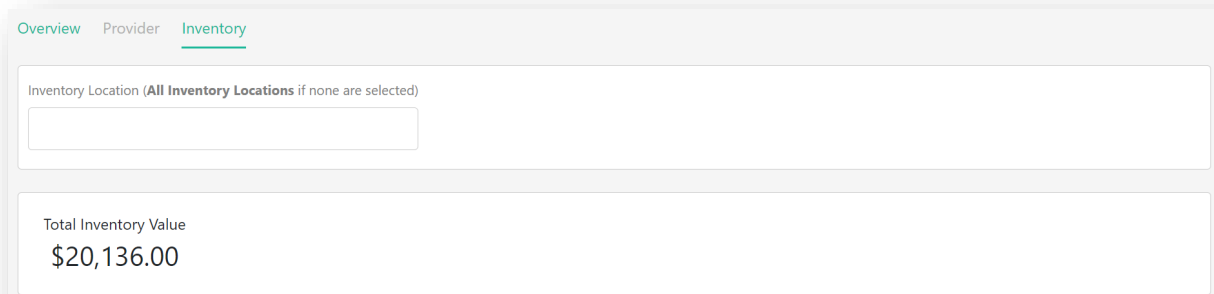 Overview Provider Inventory
Inventory Location (All Inventory Locations if none are selected)
Total Inventory Value
$20,136.00